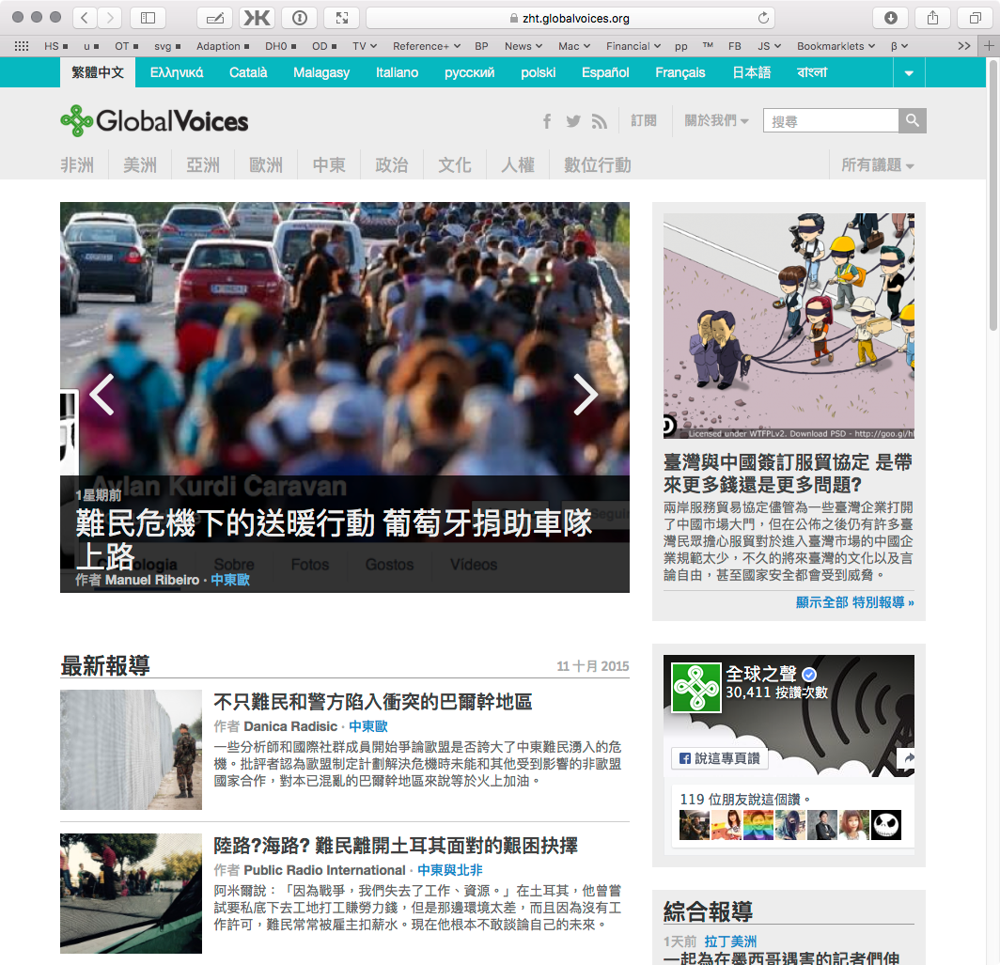 zht.globalvoices.org
HS
u
OT
svg
Adaption
DH0
OD
TV
Reference+
BP
News
Mac
Financial
pp
™
FB
JS
Bookmarklets
β
繁體中文 Ελληνικά Català Malagasy Italiano русский polski Español Français 日本語 বাংলা
GlobalVoices
訂閱
關於我們
搜尋
非洲 美洲 亞洲 歐洲 中東 政治 文化 人權 數位行動
所有議題
Aylan Kurdi Caravan
1星期前
難民危機下的送暖行動 葡萄牙捐助車隊
上路
Sobre Fotos Gostos Vídeos
作者 Manuel Ribeiro · 中東歐
Licensed under WTFPLv2. Download PSD - http://goo.gl/h
臺灣與中國簽訂服貿協定 是帶
來更多錢還是更多問題?
兩岸服務貿易協定儘管為一些臺灣企業打開
了中國市場大門，但在公佈之後仍有許多臺
灣民眾擔心服貿對於進入臺灣市場的中國企
業規範太少，不久的將來臺灣的文化以及言
論自由，甚至國家安全都會受到威脅。
顯示全部 特別報導 »
最新報導
11 十月 2015
不只難民和警方陷入衝突的巴爾幹地區
作者 Danica Radisic · 中東歐
一些分析師和國際社群成員開始爭論歐盟是否誇大了中東難民湧入的危
機。批評者認為歐盟制定計劃解決危機時未能和其他受到影響的非歐盟
國家合作，對本已混亂的巴爾幹地區來說等於火上加油。
陸路?海路? 難民離開土耳其面對的艱困抉擇
作者 Public Radio International · 中東與北非
阿米爾說：「因為戰爭，我們失去了工作、資源。」在土耳其，他曾嘗
試要私底下去工地打工賺勞力錢，但是那邊環境太差，而且因為沒有工
作許可，難民常常被雇主扣薪水。現在他根本不敢談論自己的未來。
全球之聲
30,411 按讚次數
說這專頁讚
119 位朋友說這個讚。
綜合報導
1天前 拉丁美洲
一起為在墨西哥遇害的記者們伸